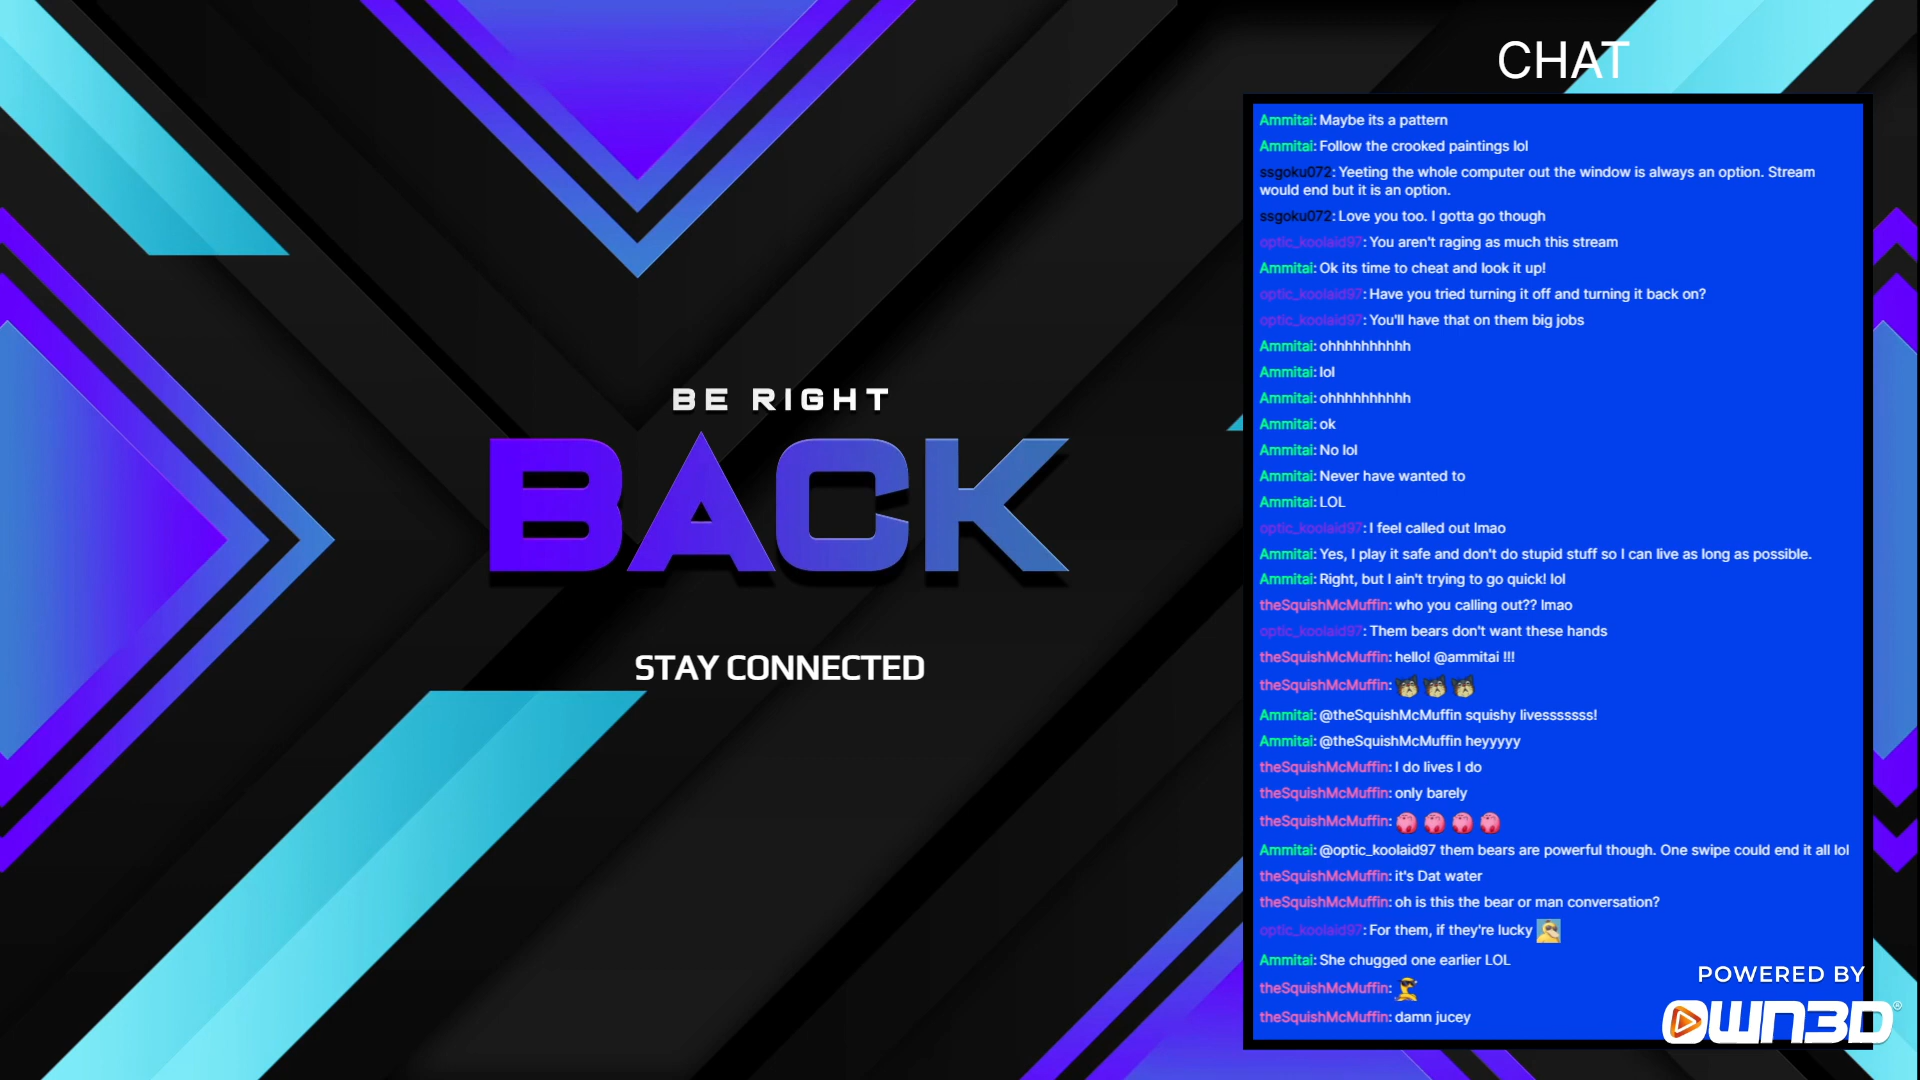 CHAT
Ammitai: Maybe its a pattern
Ammitai: Follow the crooked paintings lol
ssgoku072: Yeeting the whole computer out the window is always an option. Stream
would end but it is an option.
ssgoku072: Love you too. I gotta go though
optic_koolaid97: You aren't raging as much this stream
Ammitai: Ok its time to cheat and look it up!
optic_koolaid97: Have you tried turning it off and turning it back on?
optic_koolaid97: You'll have that on them big jobs
Ammitai: ohhhhhhhhhh
Ammitai: lol
Ammitai: ohhhhhhhhhh
Ammitai: ok
Ammitai: No lol
Ammitai: Never have wanted to
Ammitai: LOL
optic_koolaid97: I feel called out lmao
Ammitai: Yes, I play it safe and don't do stupid stuff so I can live as long as possible.
Ammitai: Right, but I ain't trying to go quick! lol
theSquishMcMuffin: who you calling out?? lmao
optic_koolaid97: Them bears don't want these hands
theSquishMcMuffin: hello! @ammitai !!!
theSquishMcMuffin:
Ammitai: @theSquishMcMuffin squishy livesssssss!
Ammitai: @theSquishMcMuffin heyyyyy
theSquishMcMuffin: I do lives I do
theSquishMcMuffin: only barely
theSquishMcMuffin:
Ammitai: @optic_koolaid97 them bears are powerful though. One swipe could end it all lol
theSquishMcMuffin: it's Dat water
theSquishMcMuffin: oh is this the bear or man conversation?
optic_koolaid97: For them, if they're lucky
Ammitai: She chugged one earlier LOL
theSquishMcMuffin:
theSquishMcMuffin: damn jucey
BE RIGHT
BACK
STAY CONNECTED
POWERED BY
OWN3D®